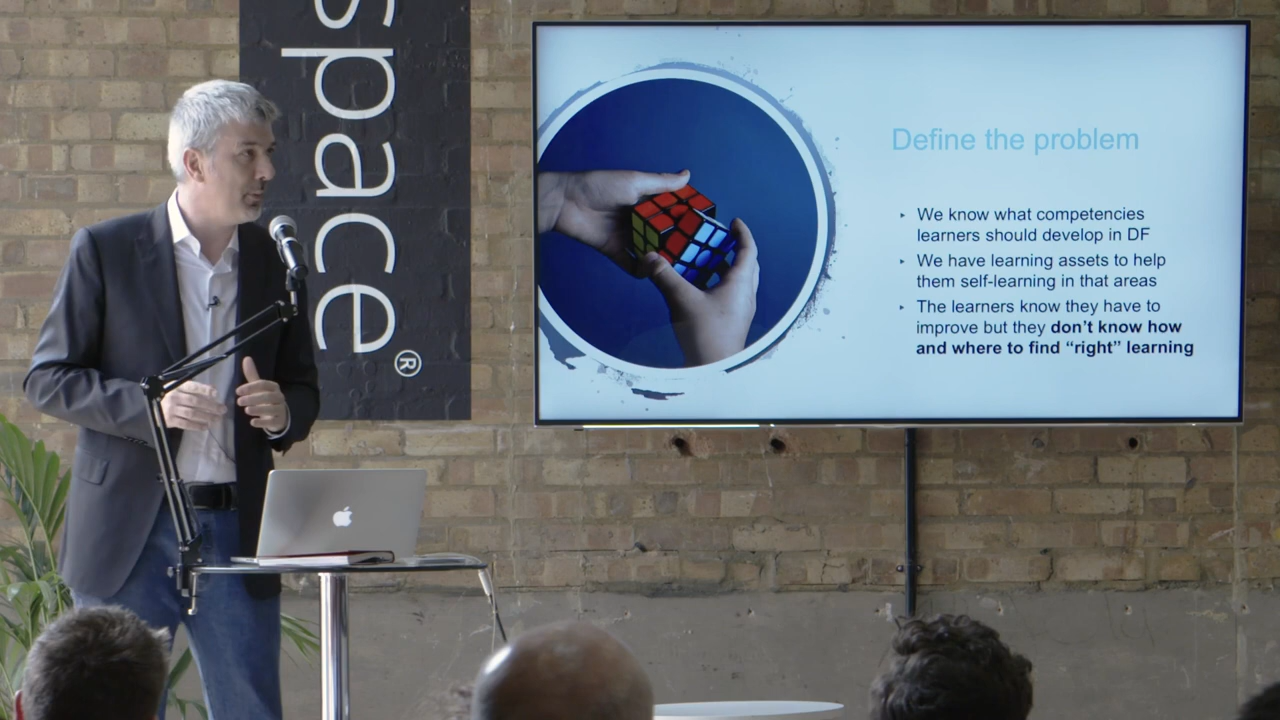 space®
Define the problem
‣ We know what competencies
learners should develop in DF
‣ We have learning assets to help
them self-learning in that areas
‣ The learners know they have to
improve but they don’t know how
and where to find “right” learning